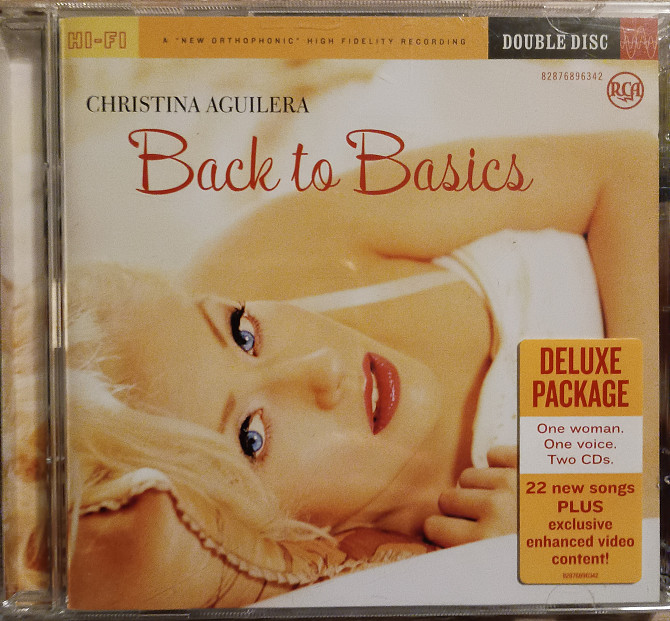 HI-FI
A "NEW ORTHOPHONIC" HIGH FIDELITY RECORDING
DOUBLE DISC
82876896342
RCA
CHRISTINA AGUILERA
Back to Basics
DELUXE
PACKAGE
One woman.
One voice.
Two CDs.
22 new songs
PLUS
exclusive
enhanced video
content!
82876896342